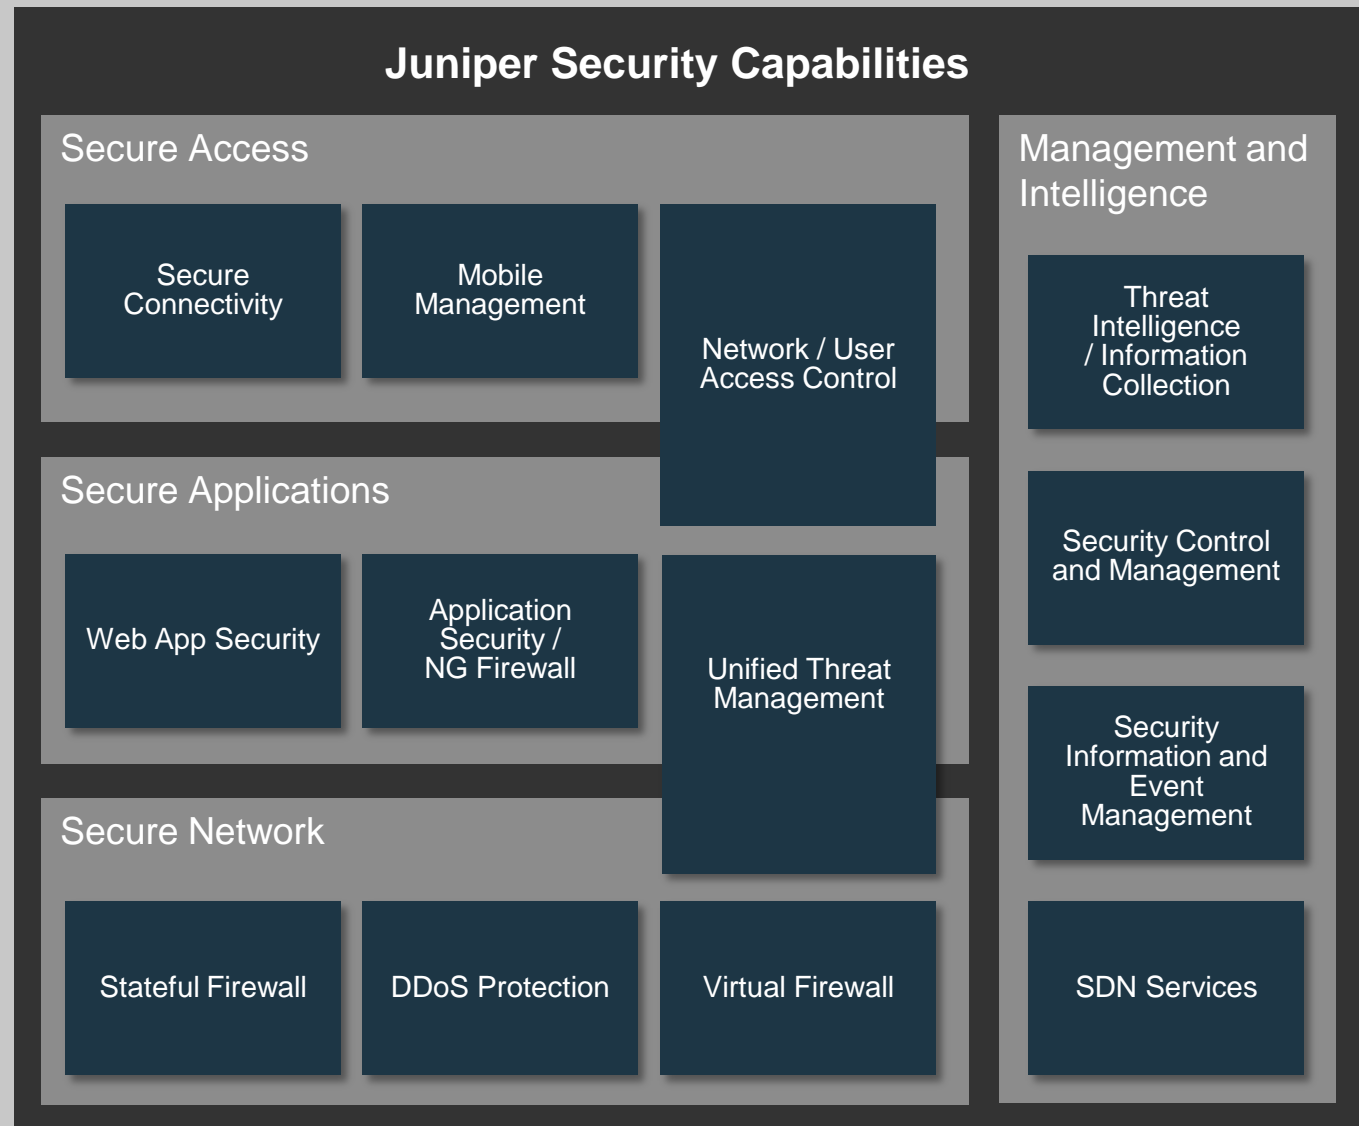 Juniper Security Capabilities
Secure Access
Secure
Connectivity
Mobile
Management
Network / User
Access Control
Secure Applications
Web App Security
Application
Security /
NG Firewall
Unified Threat
Management
Secure Network
Stateful Firewall
DDoS Protection
Virtual Firewall
Management and
Intelligence
Threat
Intelligence
/ Information
Collection
Security Control
and Management
Security
Information and
Event
Management
SDN Services